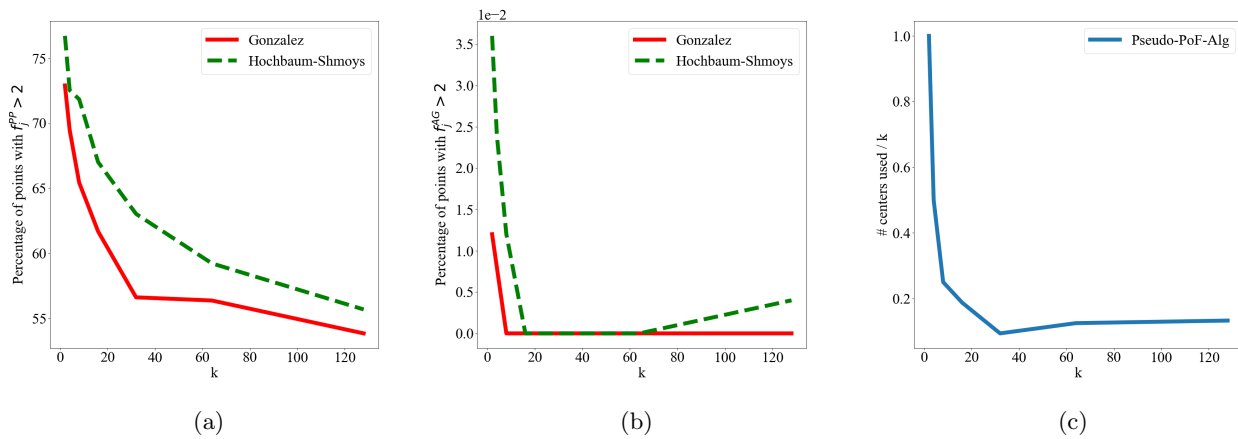 Percentage of points with f_j^{PP} > 2
75
70
65
60
55
0 20 40 60 80 100 120
k
Gonzalez
Hochbaum-Shmoys
(a)
1e−2
Percentage of points with f_j^{AG} > 2
3.5
3.0
2.5
2.0
1.5
1.0
0.5
0.0
0 20 40 60 80 100 120
k
Gonzalez
Hochbaum-Shmoys
(b)
# centers used / k
1.0
0.8
0.6
0.4
0.2
0 20 40 60 80 100 120
k
Pseudo-PoF-Alg
(c)